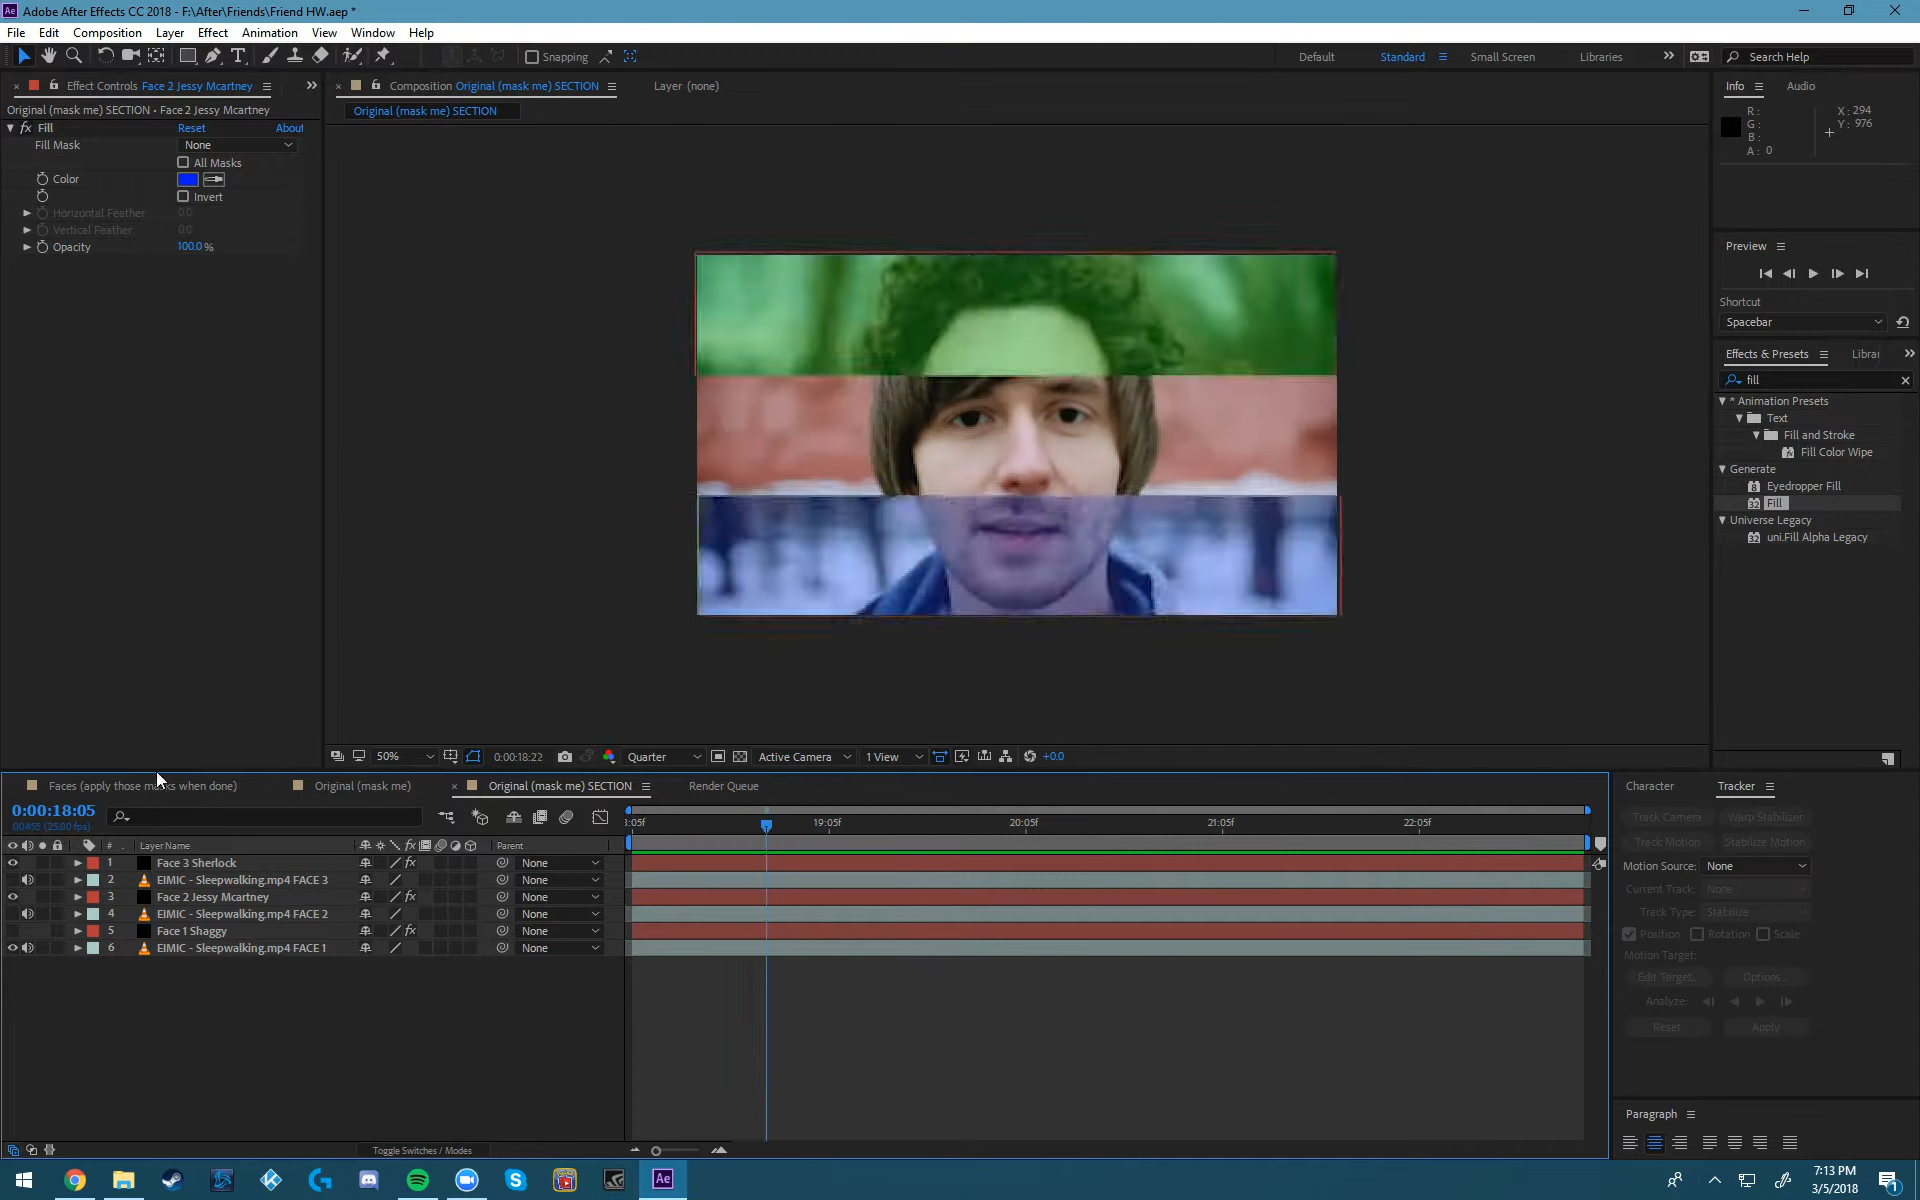 Adobe After Effects CC 2018 - F:\After\Friends\Friend HW.aep *
File Edit Composition Layer Effect Animation View Window Help
Snapping
Default Standard Small Screen Libraries Search Help
Effect Controls Face 2 Jessy Mcartney
Composition Original (mask me) SECTION
Layer (none)
Info Audio
Original (mask me) SECTION • Face 2 Jessy Mcartney
Original (mask me) SECTION
R :
G :
B :
A : 0
X : 294
Y : 976
fx Fill Reset About
Fill Mask None
All Masks
Color
Invert
Horizontal Feather 0.0
Vertical Feather 0.0
Opacity 100.0 %
Preview
Shortcut
Spacebar
Effects & Presets Librar
fill
* Animation Presets
Text
Fill and Stroke
Fill Color Wipe
Generate
Eyedropper Fill
Fill
Universe Legacy
uni.Fill Alpha Legacy
50% 0:00:18:22 Quarter Active Camera 1 View +0.0
Faces (apply those masks when done) Original (mask me) Original (mask me) SECTION Render Queue
0:00:18:05
00455 (25.00 fps)
19:05f 20:05f 21:05f 22:05f
# Layer Name Parent
1 Face 3 Sherlock None
2 EIMIC - Sleepwalking.mp4 FACE 3 None
3 Face 2 Jessy Mcartney None
4 EIMIC - Sleepwalking.mp4 FACE 2 None
5 Face 1 Shaggy None
6 EIMIC - Sleepwalking.mp4 FACE 1 None
Toggle Switches / Modes
Character Tracker
Track Camera Warp Stabilizer
Track Motion Stabilize Motion
Motion Source: None
Current Track: None
Track Type: Stabilize
Position Rotation Scale
Motion Target:
Edit Target... Options...
Analyze:
Reset Apply
Paragraph
7:13 PM
3/5/2018